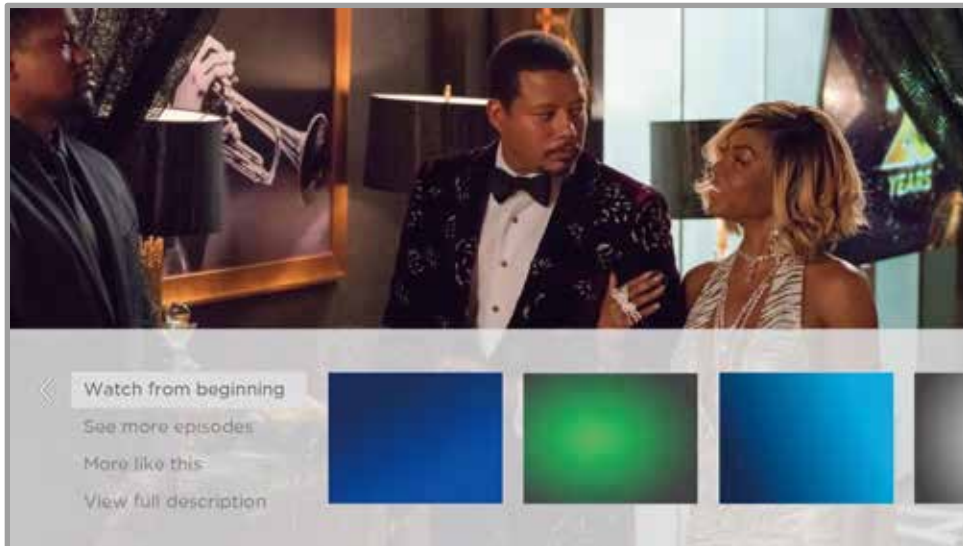 YEARS
Watch from beginning
See more episodes
More like this
View full description